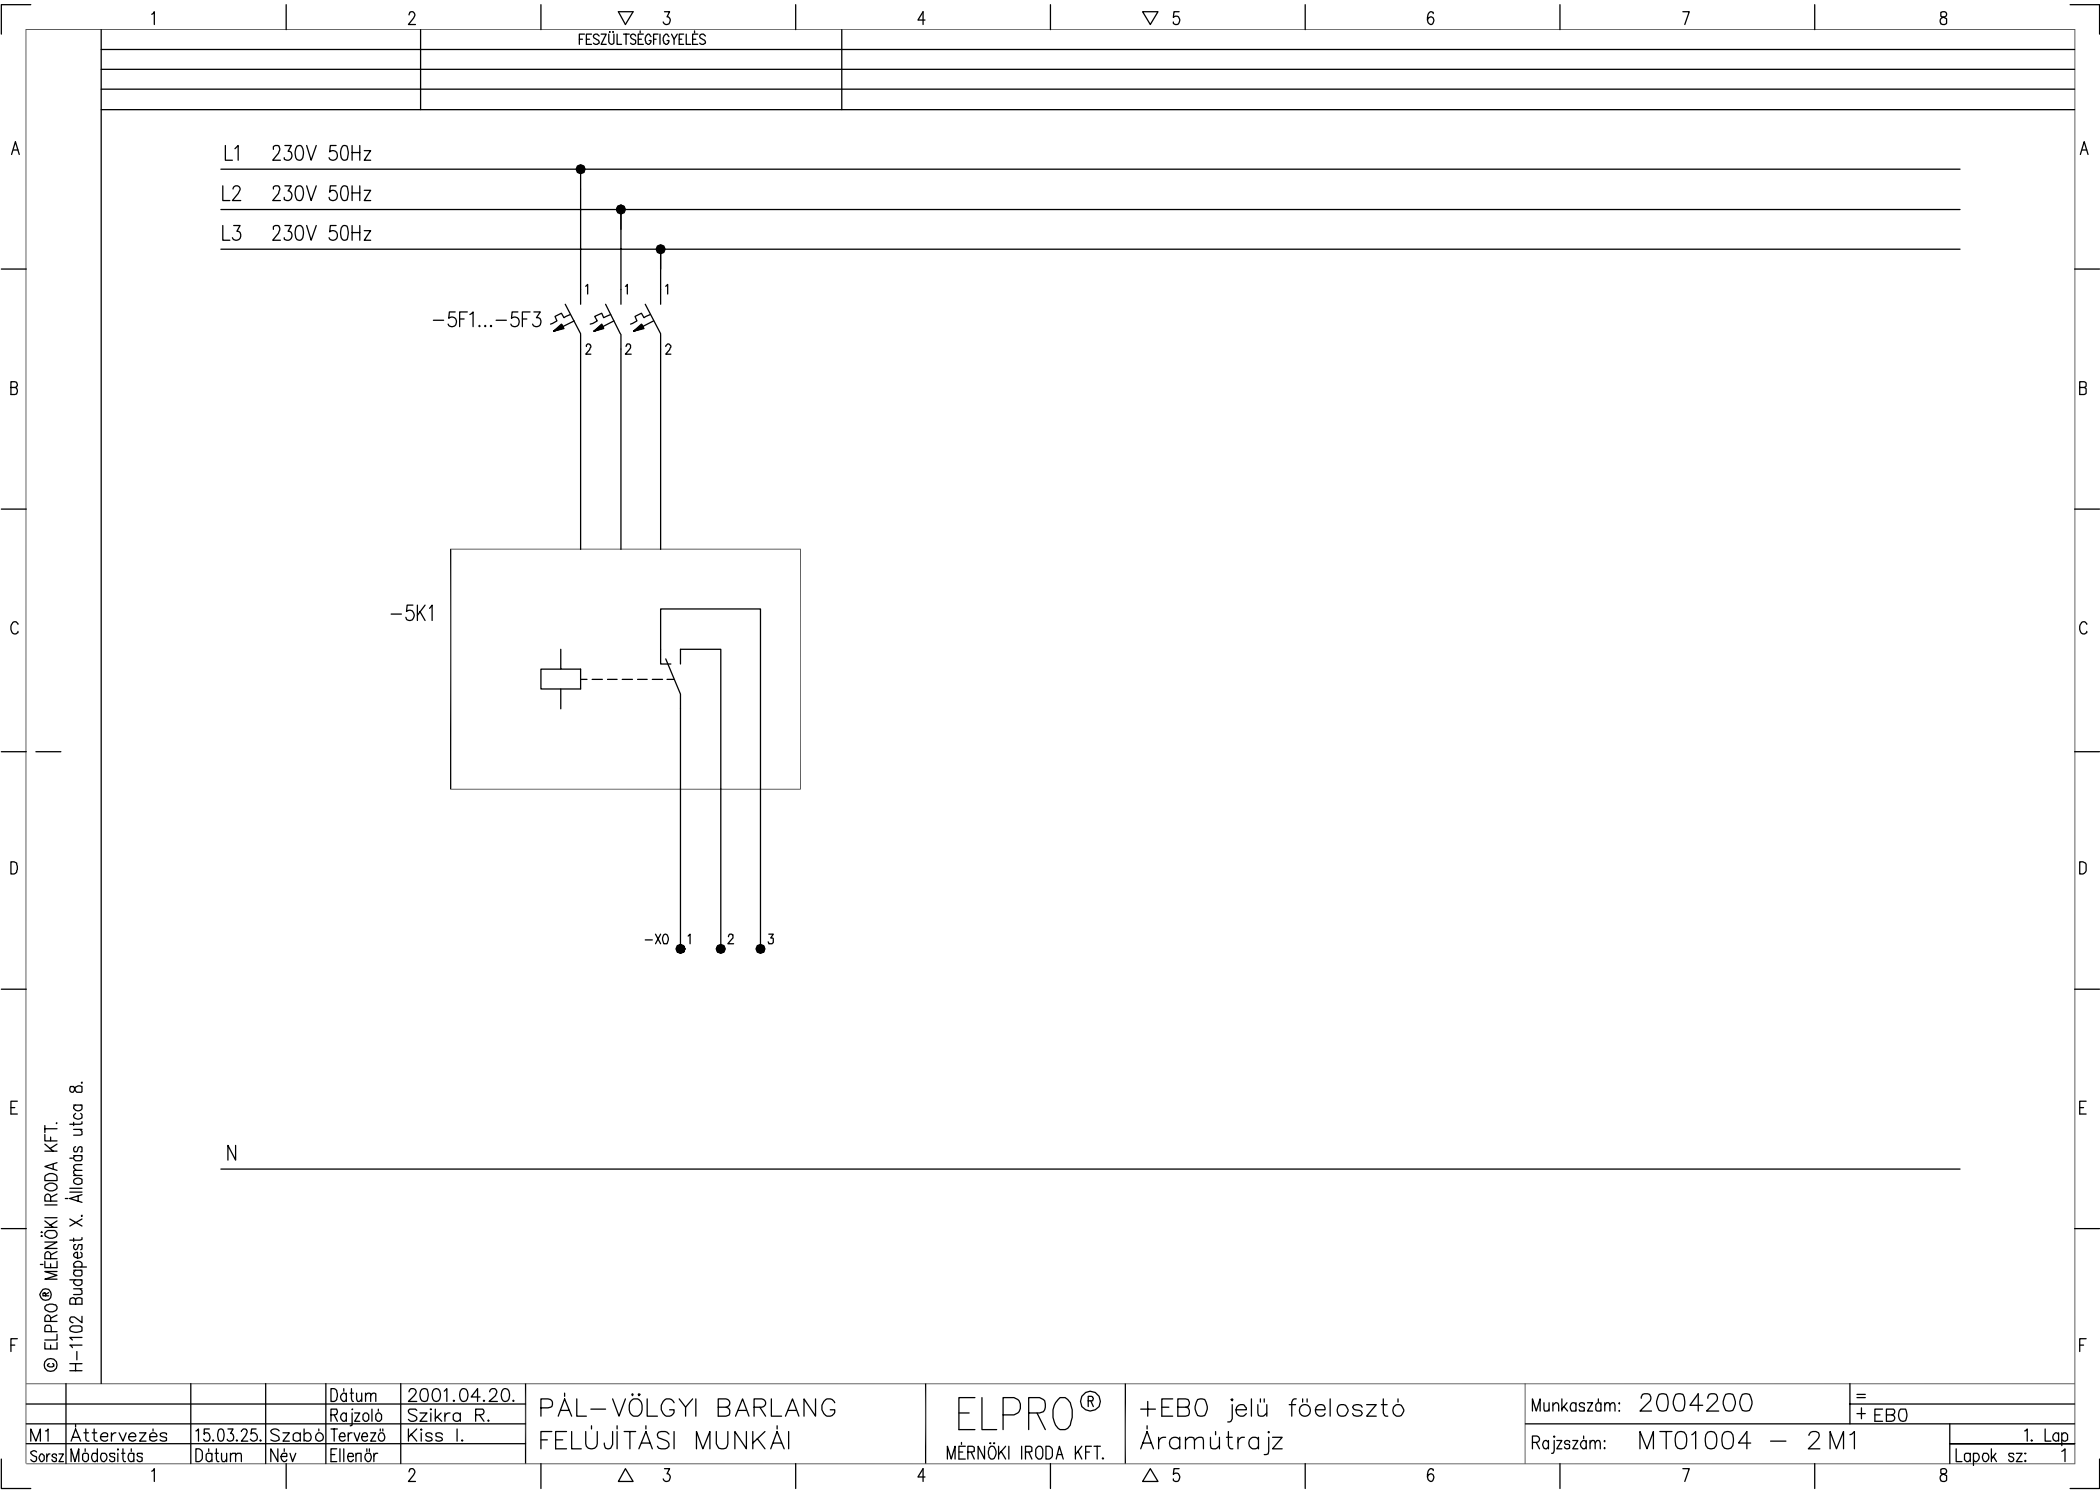 1 2 3 4 5 6 7 8
FESZÜLTSÉGFIGYELÉS
A A
L1 230V 50Hz
L2 230V 50Hz
L3 230V 50Hz
1 1 1
-5F1...-5F3
2 2 2
B B
-5K1
C C
D D
-X0 1 2 3
E E
N
F F
© ELPRO® MÉRNÖKI IRODA KFT.
H-1102 Budapest X. Állomás utca 8.
Dátum 2001.04.20.
Rajzoló Szikra R.
M1 Áttervezés 15.03.25. Szabó Tervező Kiss I.
Sorsz Módosítás Dátum Név Ellenőr
PÁL-VÖLGYI BARLANG
FELÚJÍTÁSI MUNKÁI
ELPRO®
MÉRNÖKI IRODA KFT.
+EB0 jelű főelosztó
Áramútrajz
Munkaszám: 2004200
=
+ EB0
Rajzszám: MT01004 - 2M1
1. Lap
Lapok sz: 1
1 2 3 4 5 6 7 8